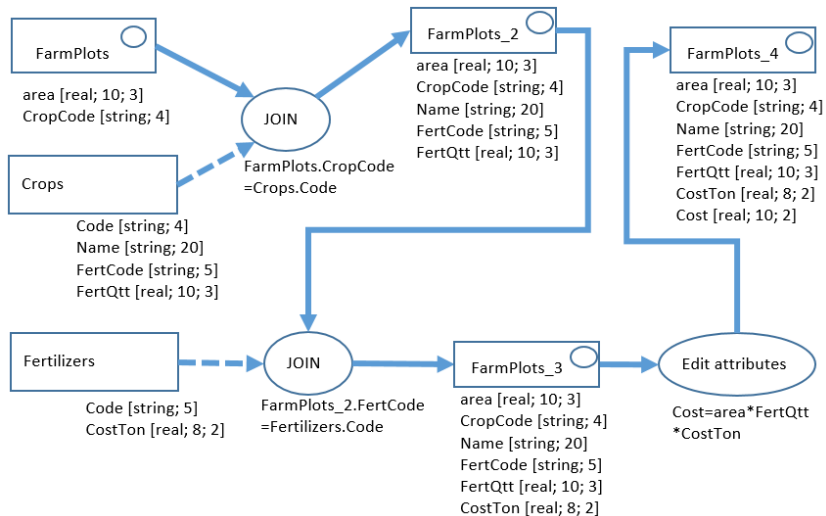 FarmPlots
area [real; 10; 3]
CropCode [string; 4]
JOIN
FarmPlots.CropCode
=Crops.Code
Crops
Code [string; 4]
Name [string; 20]
FertCode [string; 5]
FertQtt [real; 10; 3]
FarmPlots_2
area [real; 10; 3]
CropCode [string; 4]
Name [string; 20]
FertCode [string; 5]
FertQtt [real; 10; 3]
Fertilizers
Code [string; 5]
CostTon [real; 8; 2]
JOIN
FarmPlots_2.FertCode
=Fertilizers.Code
FarmPlots_3
area [real; 10; 3]
CropCode [string; 4]
Name [string; 20]
FertCode [string; 5]
FertQtt [real; 10; 3]
CostTon [real; 8; 2]
Edit attributes
Cost=area*FertQtt
*CostTon
FarmPlots_4
area [real; 10; 3]
CropCode [string; 4]
Name [string; 20]
FertCode [string; 5]
FertQtt [real; 10; 3]
CostTon [real; 8; 2]
Cost [real; 10; 2]